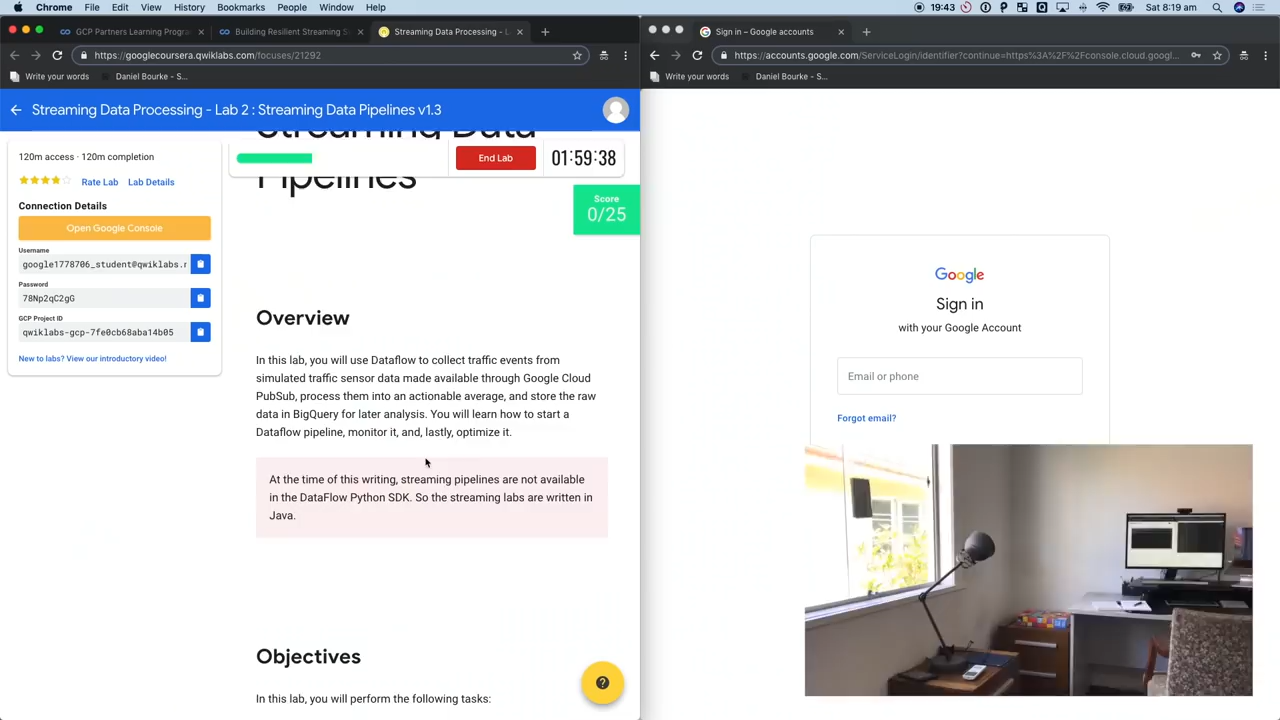 Chrome File Edit View History Bookmarks People Window Help
19:43 Sat 8:19 am
GCP Partners Learning Progra
Building Resilient Streaming S
Streaming Data Processing - L
https://googlecoursera.qwiklabs.com/focuses/21292
Write your words Daniel Bourke - S...
Streaming Data Processing - Lab 2 : Streaming Data Pipelines v1.3
120m access · 120m completion
Rate Lab Lab Details
Connection Details
Open Google Console
Username
google1778706_student@qwiklabs.r
Password
78Np2qC2gG
GCP Project ID
qwiklabs-gcp-7fe0cb68aba14b05
New to labs? View our introductory video!
Streaming Data
Pipelines
End Lab
01:59:38
Score
0/25
Overview
In this lab, you will use Dataflow to collect traffic events from
simulated traffic sensor data made available through Google Cloud
PubSub, process them into an actionable average, and store the raw
data in BigQuery for later analysis. You will learn how to start a
Dataflow pipeline, monitor it, and, lastly, optimize it.
At the time of this writing, streaming pipelines are not available
in the DataFlow Python SDK. So the streaming labs are written in
Java.
Objectives
In this lab, you will perform the following tasks:
Sign in – Google accounts
https://accounts.google.com/ServiceLogin/identifier?continue=https%3A%2F%2Fconsole.cloud.googl...
Write your words Daniel Bourke - S...
Google
Sign in
with your Google Account
Email or phone
Forgot email?